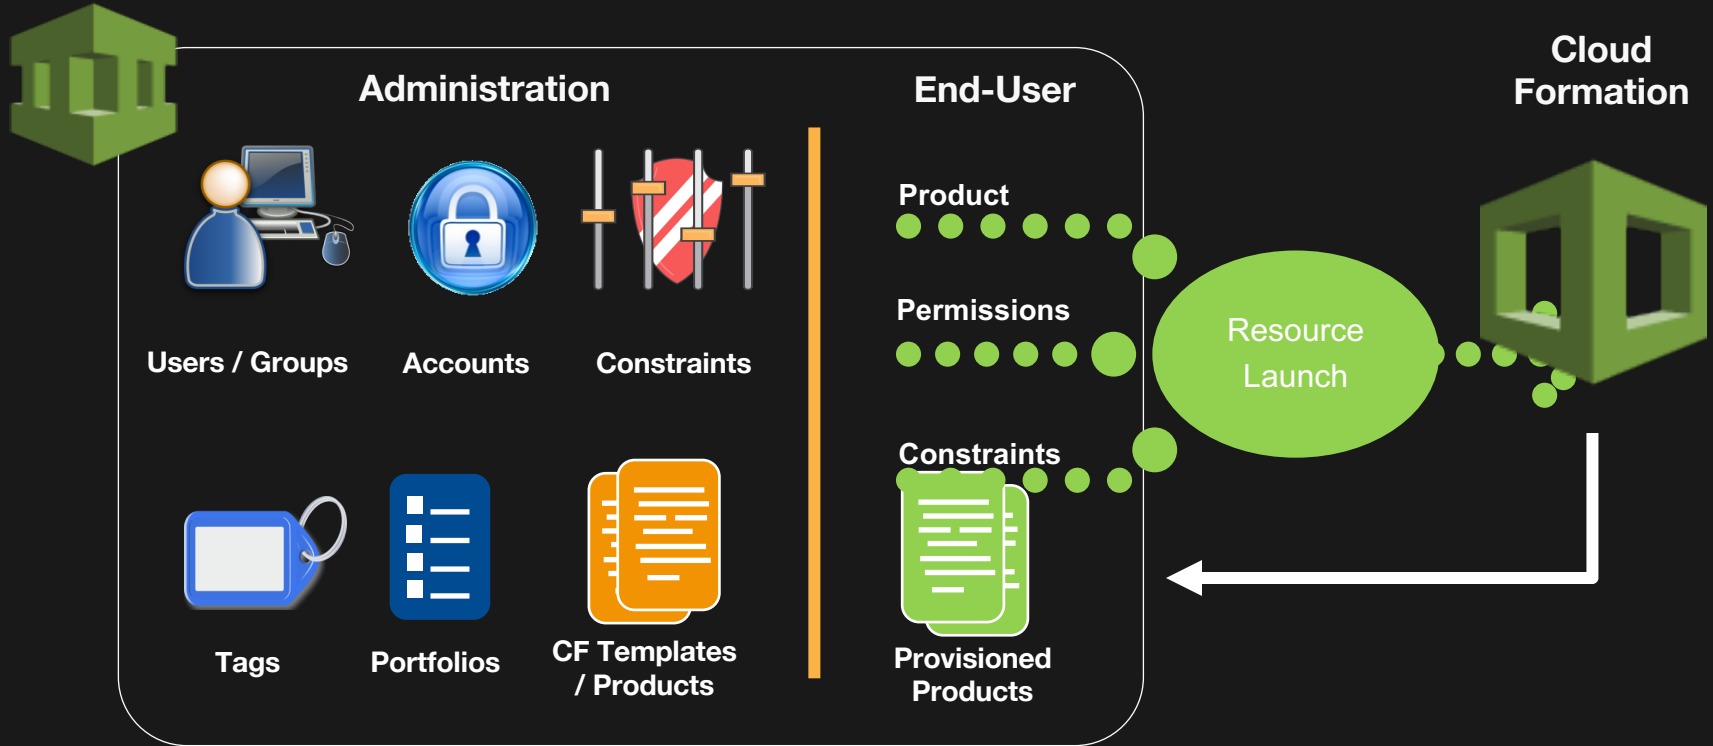 Administration
End-User
Cloud
Formation
Product
Permissions
Constraints
Resource
Launch
Users / Groups
Accounts
Constraints
Tags
Portfolios
CF Templates
/ Products
Provisioned
Products